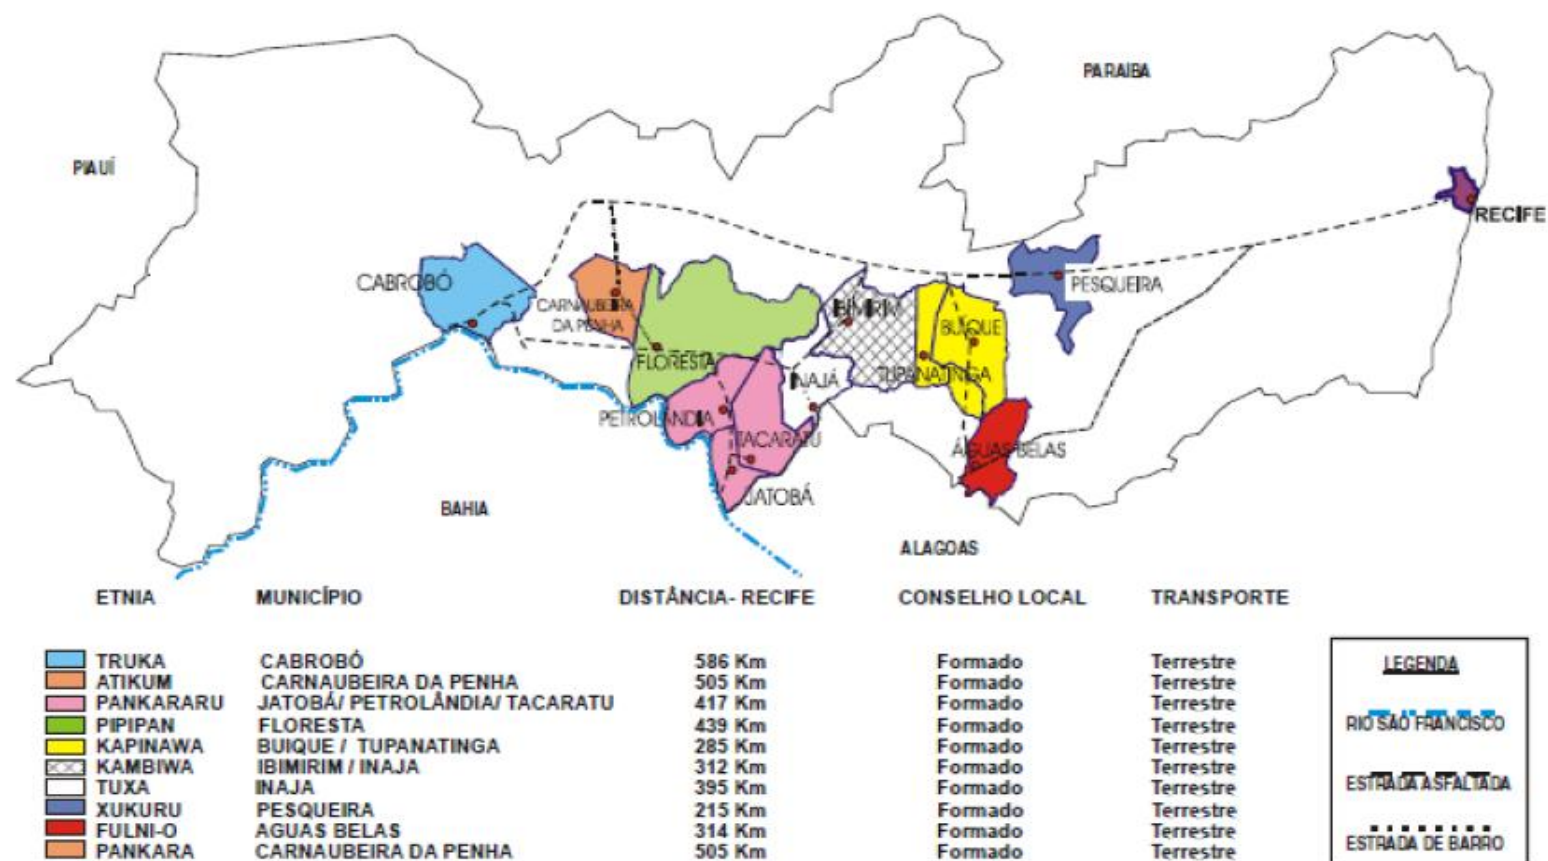 PARAIBA
PIAUÍ
RECIFE
CABROBÓ
PESQUEIRA
CARNAUBEIRA
DA PENHA
IBIMIRIM
BUIQUE
FLORESTA
INAJÁ
TUPANATINGA
PETROLÂNDIA
TACARATU
ÁGUAS BELAS
JATOBÁ
BAHIA
ALAGOAS
ETNIA MUNICÍPIO DISTÂNCIA- RECIFE CONSELHO LOCAL TRANSPORTE
TRUKA CABROBÓ 586 Km Formado Terrestre
ATIKUM CARNAUBEIRA DA PENHA 505 Km Formado Terrestre
PANKARARU JATOBÁ/ PETROLÂNDIA/ TACARATU 417 Km Formado Terrestre
PIPIPAN FLORESTA 439 Km Formado Terrestre
KAPINAWA BUIQUE / TUPANATINGA 285 Km Formado Terrestre
KAMBIWA IBIMIRIM / INAJA 312 Km Formado Terrestre
TUXA INAJA 395 Km Formado Terrestre
XUKURU PESQUEIRA 215 Km Formado Terrestre
FULNI-O AGUAS BELAS 314 Km Formado Terrestre
PANKARA CARNAUBEIRA DA PENHA 505 Km Formado Terrestre
LEGENDA
RIO SÃO FRANCISCO
ESTRADA ASFALTADA
ESTRADA DE BARRO